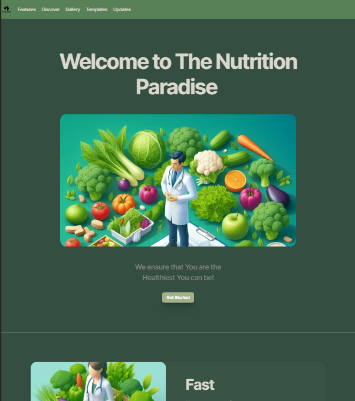 Features Discover Gallery Templates Updates
Welcome to The Nutrition
Paradise
We ensure that You are the
Healthiest You can be!
Get Started
Fast